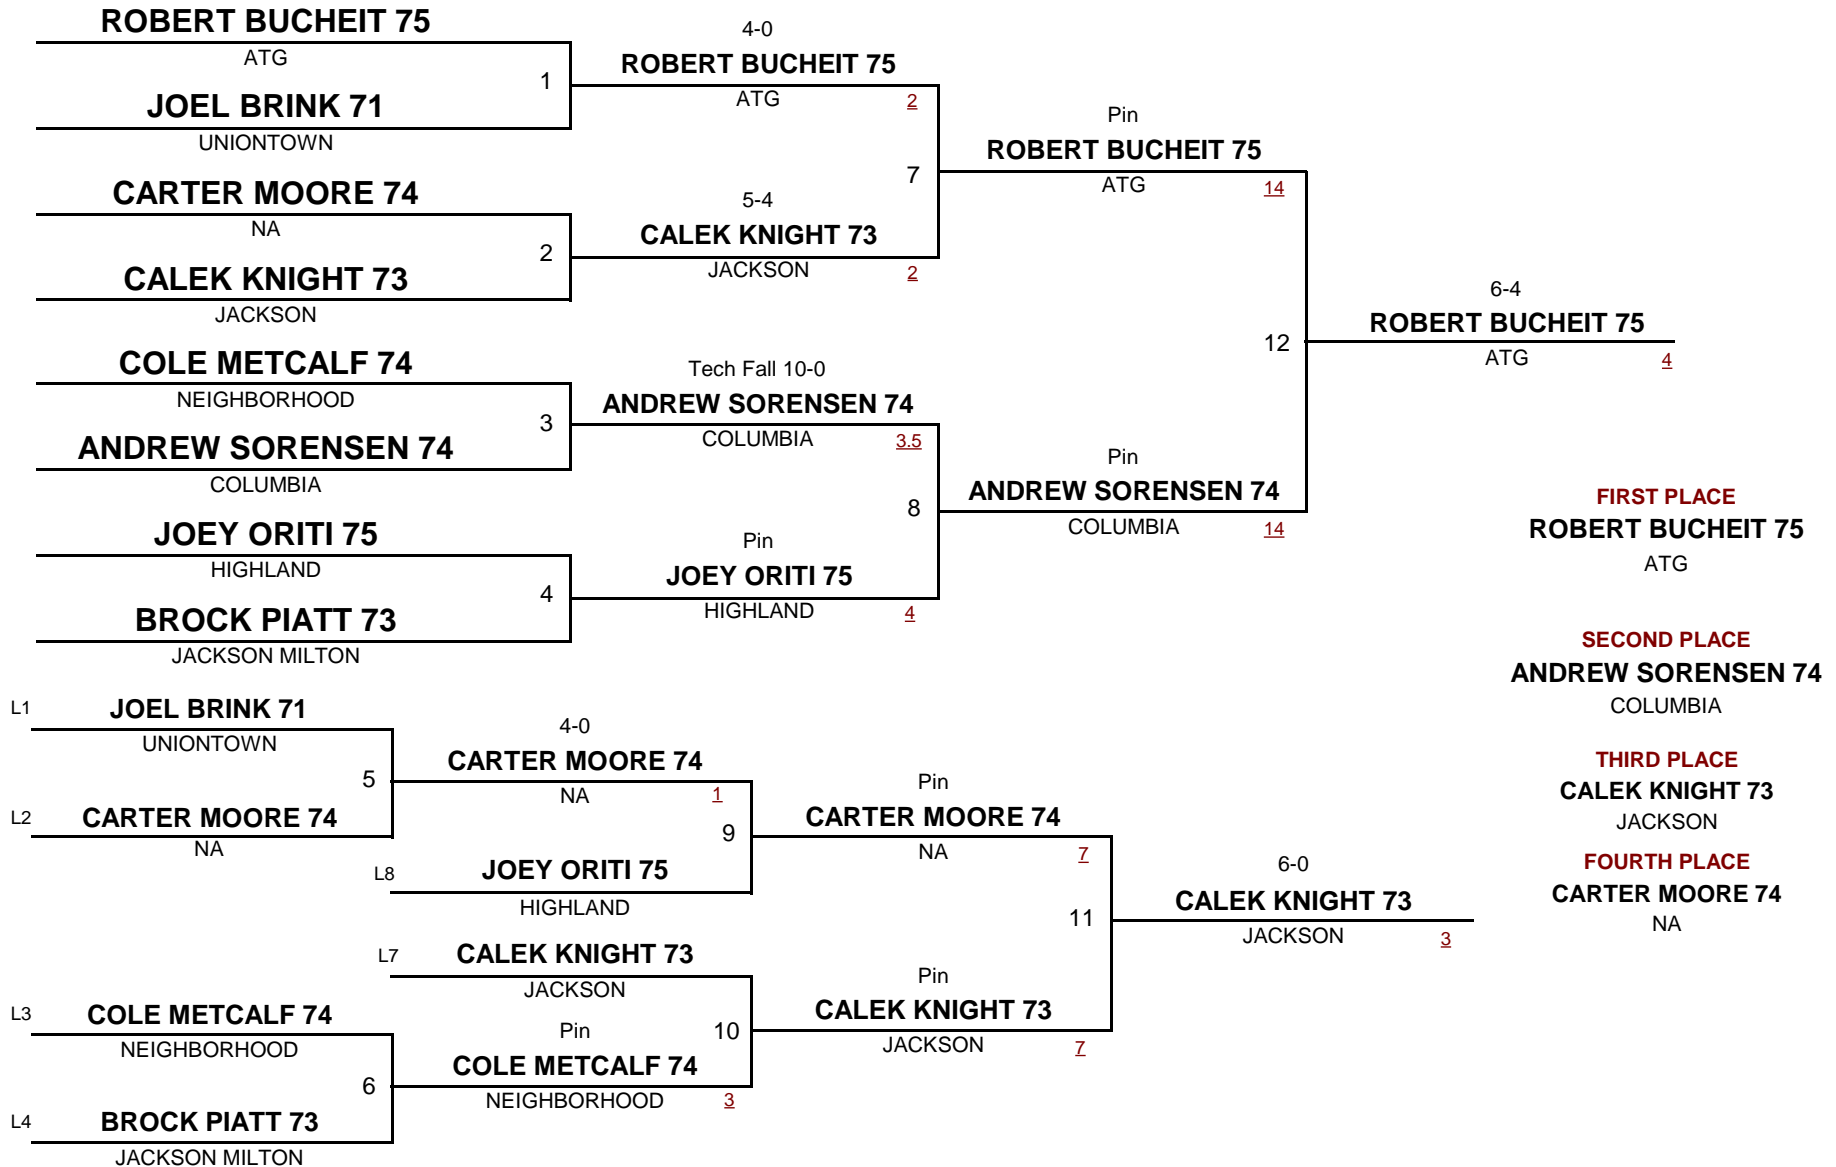 ROBERT BUCHEIT 75
ATG
1
JOEL BRINK 71
UNIONTOWN
CARTER MOORE 74
NA
2
CALEK KNIGHT 73
JACKSON
COLE METCALF 74
NEIGHBORHOOD
3
ANDREW SORENSEN 74
COLUMBIA
JOEY ORITI 75
HIGHLAND
4
BROCK PIATT 73
JACKSON MILTON
4-0
ROBERT BUCHEIT 75
ATG 2
7
5-4
CALEK KNIGHT 73
JACKSON 2
Tech Fall 10-0
ANDREW SORENSEN 74
COLUMBIA 3.5
8
Pin
JOEY ORITI 75
HIGHLAND 4
Pin
ROBERT BUCHEIT 75
ATG 14
12
Pin
ANDREW SORENSEN 74
COLUMBIA 14
6-4
ROBERT BUCHEIT 75
ATG 4
FIRST PLACE
ROBERT BUCHEIT 75
ATG
SECOND PLACE
ANDREW SORENSEN 74
COLUMBIA
THIRD PLACE
CALEK KNIGHT 73
JACKSON
FOURTH PLACE
CARTER MOORE 74
NA
L1 JOEL BRINK 71
UNIONTOWN
5
L2 CARTER MOORE 74
NA
L3 COLE METCALF 74
NEIGHBORHOOD
6
L4 BROCK PIATT 73
JACKSON MILTON
4-0
CARTER MOORE 74
NA 1
9
L8 JOEY ORITI 75
HIGHLAND
L7 CALEK KNIGHT 73
JACKSON
10
Pin
COLE METCALF 74
NEIGHBORHOOD 3
Pin
CARTER MOORE 74
NA 7
11
Pin
CALEK KNIGHT 73
JACKSON 7
6-0
CALEK KNIGHT 73
JACKSON 3